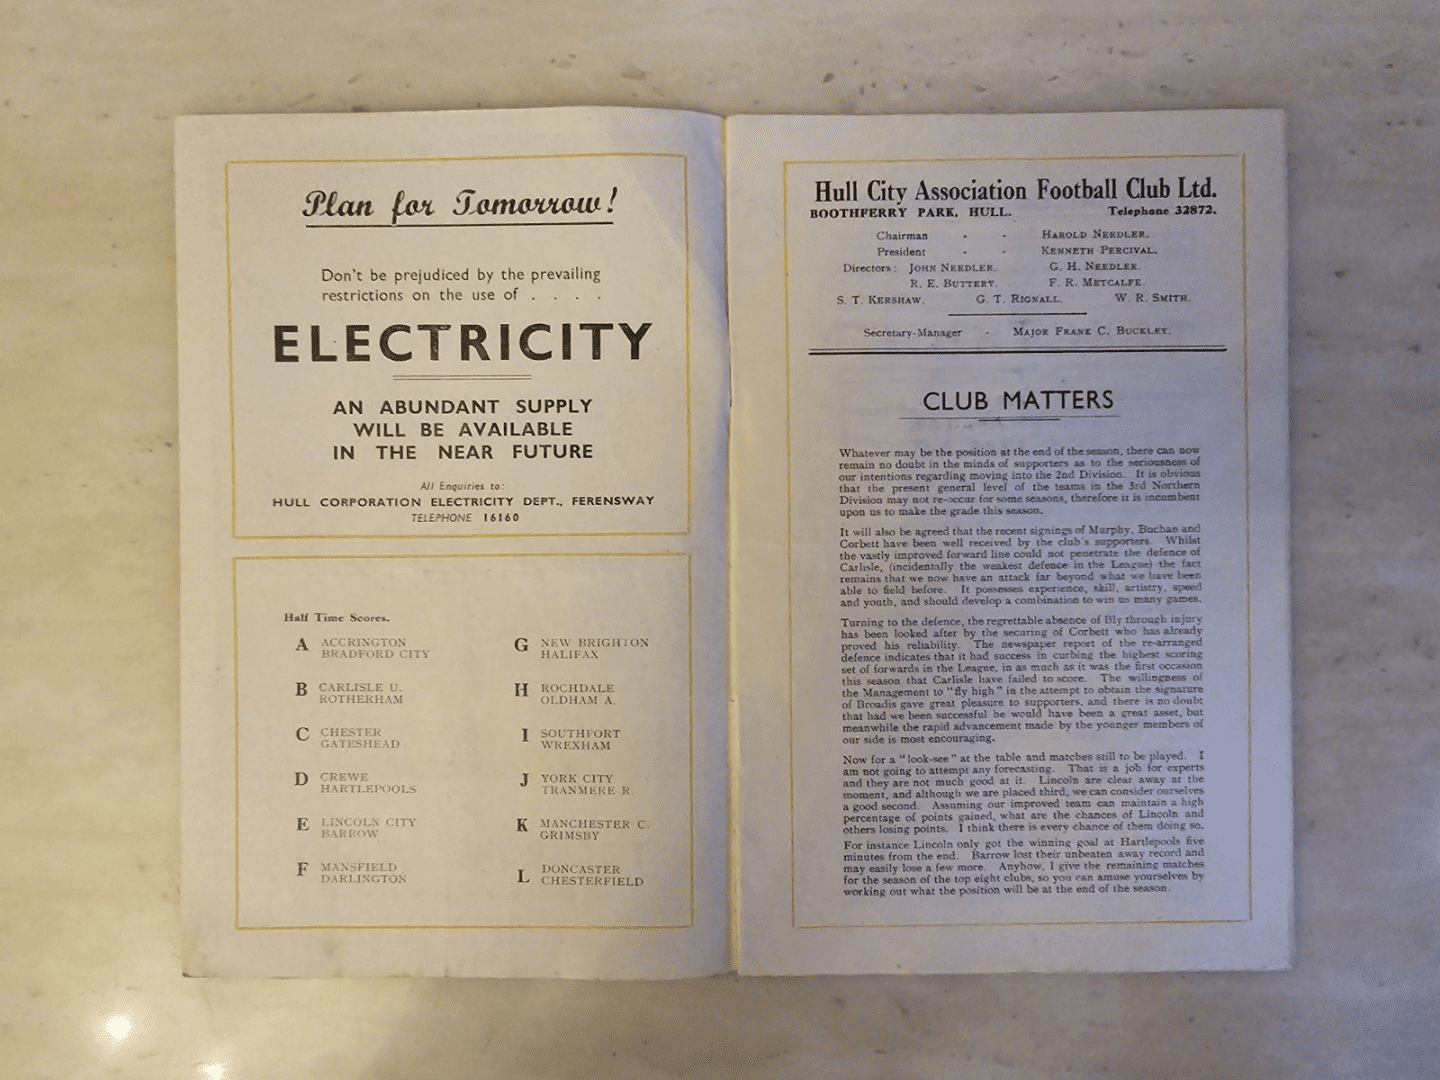 Plan for Tomorrow!
Don't be prejudiced by the prevailing
restrictions on the use of . . . .
ELECTRICITY
AN ABUNDANT SUPPLY
WILL BE AVAILABLE
IN THE NEAR FUTURE
All Enquiries to:
HULL CORPORATION ELECTRICITY DEPT., FERENSWAY
TELEPHONE 16160
Half Time Scores.
A ACCRINGTON
BRADFORD CITY
B CARLISLE U.
ROTHERHAM
C CHESTER
GATESHEAD
D CREWE
HARTLEPOOLS
E LINCOLN CITY
BARROW
F MANSFIELD
DARLINGTON
G NEW BRIGHTON
HALIFAX
H ROCHDALE
OLDHAM A.
I SOUTHPORT
WREXHAM
J YORK CITY
TRANMERE R.
K MANCHESTER C.
GRIMSBY
L DONCASTER
CHESTERFIELD
Hull City Association Football Club Ltd.
BOOTHFERRY PARK, HULL. Telephone 32872.
Chairman - - HAROLD NEEDLER.
President - - KENNETH PERCIVAL.
Directors: JOHN NEEDLER. G. H. NEEDLER.
R. E. BUTTERY. F. R. METCALFE.
S. T. KERSHAW. G. T. RIGNALL. W. R. SMITH.
Secretary-Manager - MAJOR FRANK C. BUCKLEY.
CLUB MATTERS
Whatever may be the position at the end of the season, there can now
remain no doubt in the minds of supporters as to the seriousness of
our intentions regarding moving into the 2nd Division. It is obvious
that the present general level of the teams in the 3rd Northern
Division may not re-occur for some seasons, therefore it is incumbent
upon us to make the grade this season.
It will also be agreed that the recent signings of Murphy, Buchan and
Corbett have been well received by the club's supporters. Whilst
the vastly improved forward line could not penetrate the defence of
Carlisle, (incidentally the weakest defence in the League) the fact
remains that we now have an attack far beyond what we have been
able to field before. It possesses experience, skill, artistry, speed
and youth, and should develop a combination to win us many games.
Turning to the defence, the regrettable absence of Bly through injury
has been looked after by the securing of Corbett who has already
proved his reliability. The newspaper report of the re-arranged
defence indicates that it had success in curbing the highest scoring
set of forwards in the League, in as much as it was the first occasion
this season that Carlisle have failed to score. The willingness of
the Management to "fly high" in the attempt to obtain the signature
of Broadis gave great pleasure to supporters, and there is no doubt
that had we been successful he would have been a great asset, but
meanwhile the rapid advancement made by the younger members of
our side is most encouraging.
Now for a "look-see" at the table and matches still to be played. I
am not going to attempt any forecasting. That is a job for experts
and they are not much good at it. Lincoln are clear away at the
moment, and although we are placed third, we can consider ourselves
a good second. Assuming our improved team can maintain a high
percentage of points gained, what are the chances of Lincoln and
others losing points. I think there is every chance of them doing so.
For instance Lincoln only got the winning goal at Hartlepools five
minutes from the end. Barrow lost their unbeaten away record and
may easily lose a few more. Anyhow, I give the remaining matches
for the season of the top eight clubs, so you can amuse yourselves by
working out what the position will be at the end of the season.